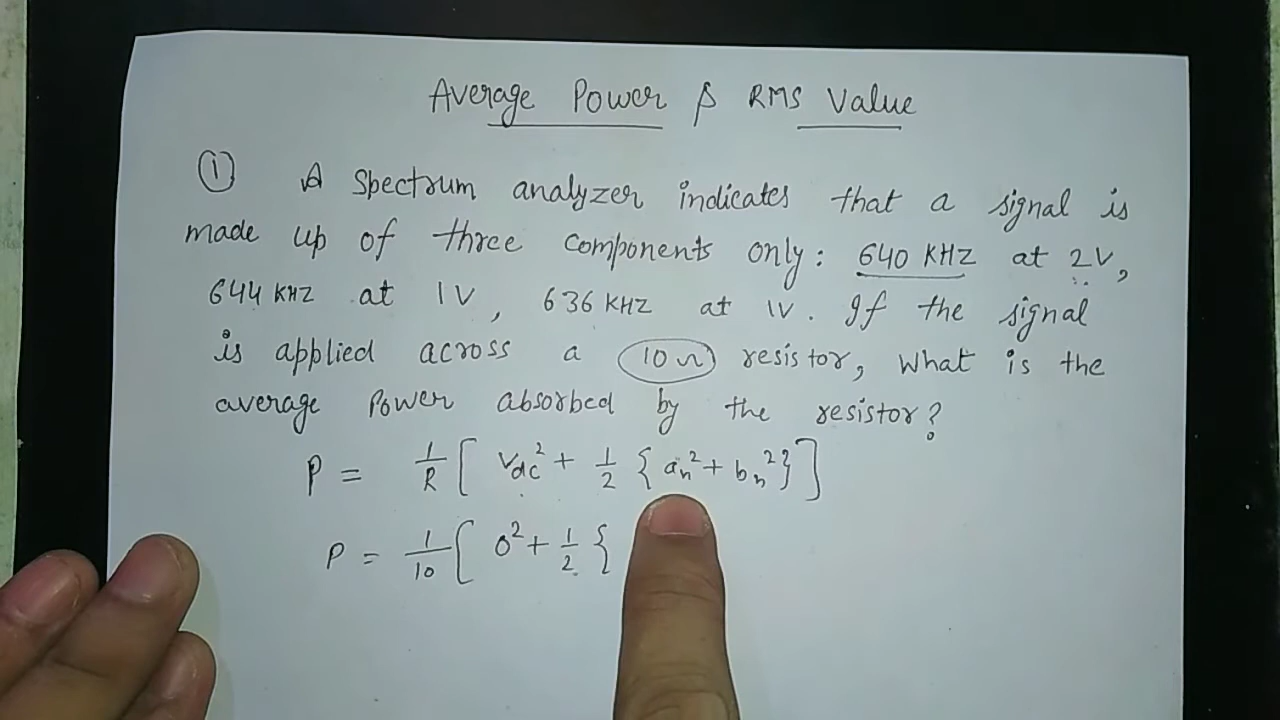 Average Power & RMS Value
① A Spectrum analyzer indicates that a signal is
made up of three components only: 640 KHZ at 2V,
644 KHZ at 1V, 636 KHZ at 1V. If the signal
is applied across a 10Ω resistor, What is the
average Power absorbed by the resistor?
P = 1/R [ Vdc² + 1/2 { aₙ² + bₙ² } ]
P = 1/10 [ 0² + 1/2 {